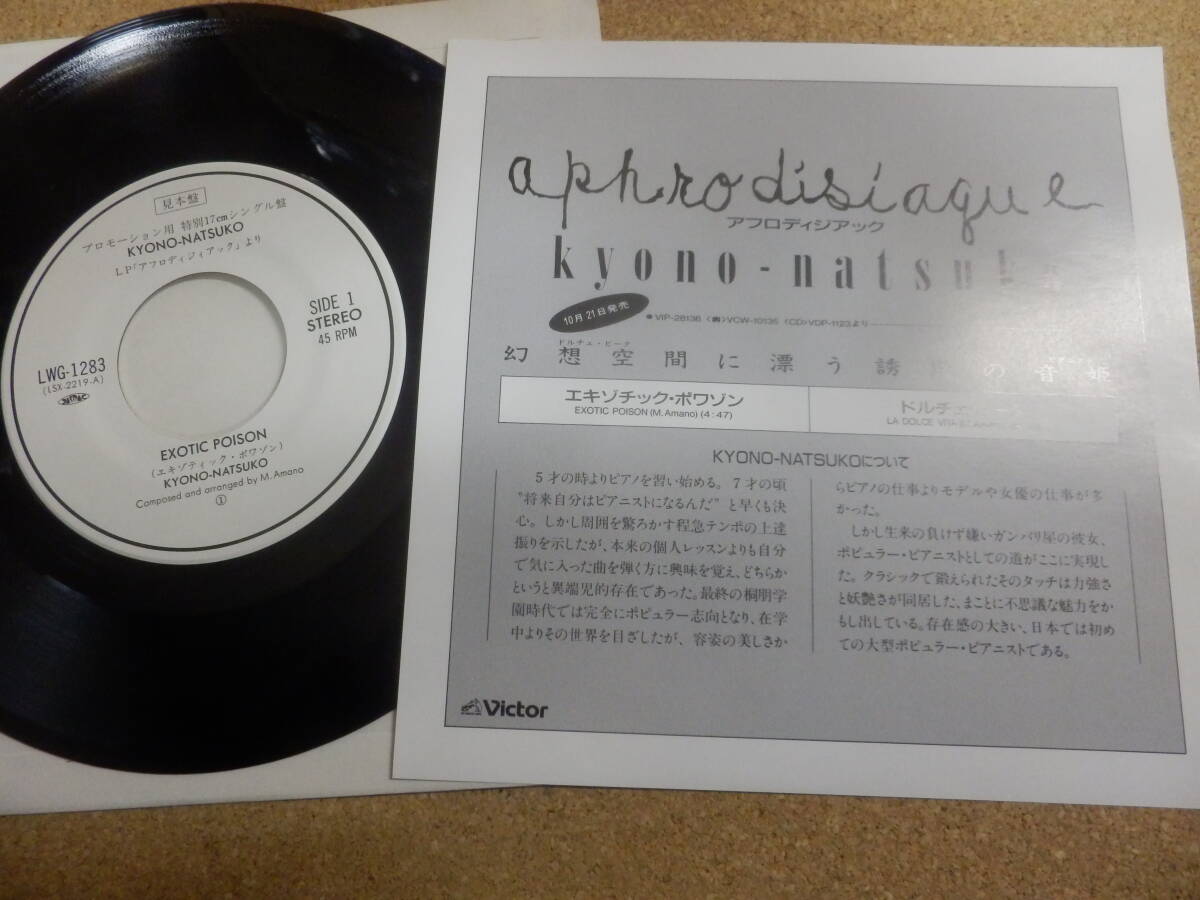 見本盤
プロモーション用 特別17cmシングル盤
KYONO-NATSUKO
LP「アフロディジィアック」より
SIDE 1
STEREO
45 RPM
LWG-1283
(LSX-2219-A)
EXOTIC POISON
(エキゾティック・ポワゾン)
KYONO-NATSUKO
Composed and arranged by M. Amano
①
aphrodisiaque
アフロディジアック
kyono-natsuk
10月21日発売
●VIP-28136 〈カセット〉VCW-10135 〈CD〉VDP-1123より
ドルチェ・ビータ
幻想空間に漂う誘 の音姫
エキゾチック・ポワゾン
EXOTIC POISON (M. Amano) (4:47)
ドルチェ
LA DOLCE VITA
KYONO-NATSUKOについて
5才の時よりピアノを習い始める。7才の頃
“将来自分はピアニストになるんだ”と早くも決
心。しかし周囲を驚ろかす程急テンポの上達
振りを示したが、本来の個人レッスンよりも自分
で気に入った曲を弾く方に興味を覚え、どちらか
というと異端児的存在であった。最終の桐朋学
園時代では完全にポピュラー志向となり、在学
中よりその世界を目ざしたが、容姿の美しさか
らピアノの仕事よりモデルや女優の仕事が多
かった。
しかし生来の負けず嫌いガンバリ屋の彼女、
ポピュラー・ピアニストとしての道がここに実現し
た。クラシックで鍛えられたそのタッチは力強さ
と妖艶さが同居した、まことに不思議な魅力をか
もし出している。存在感の大きい、日本では初め
ての大型ポピュラー・ピアニストである。
Victor